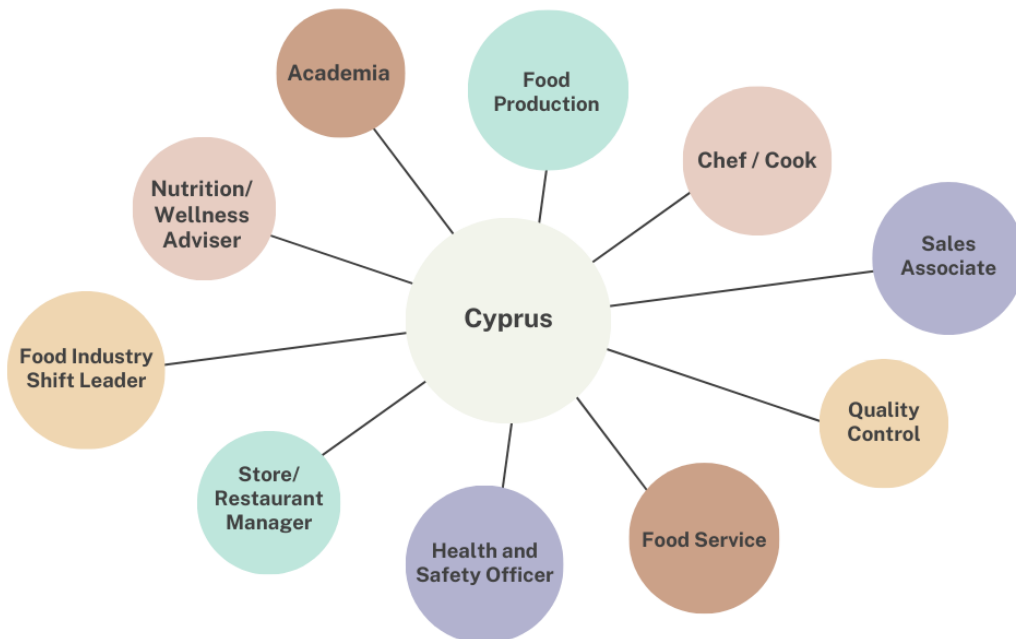 Academia
Food
Production
Chef / Cook
Nutrition/
Wellness
Adviser
Sales
Associate
Cyprus
Food Industry
Shift Leader
Quality
Control
Store/
Restaurant
Manager
Health and
Safety Officer
Food Service